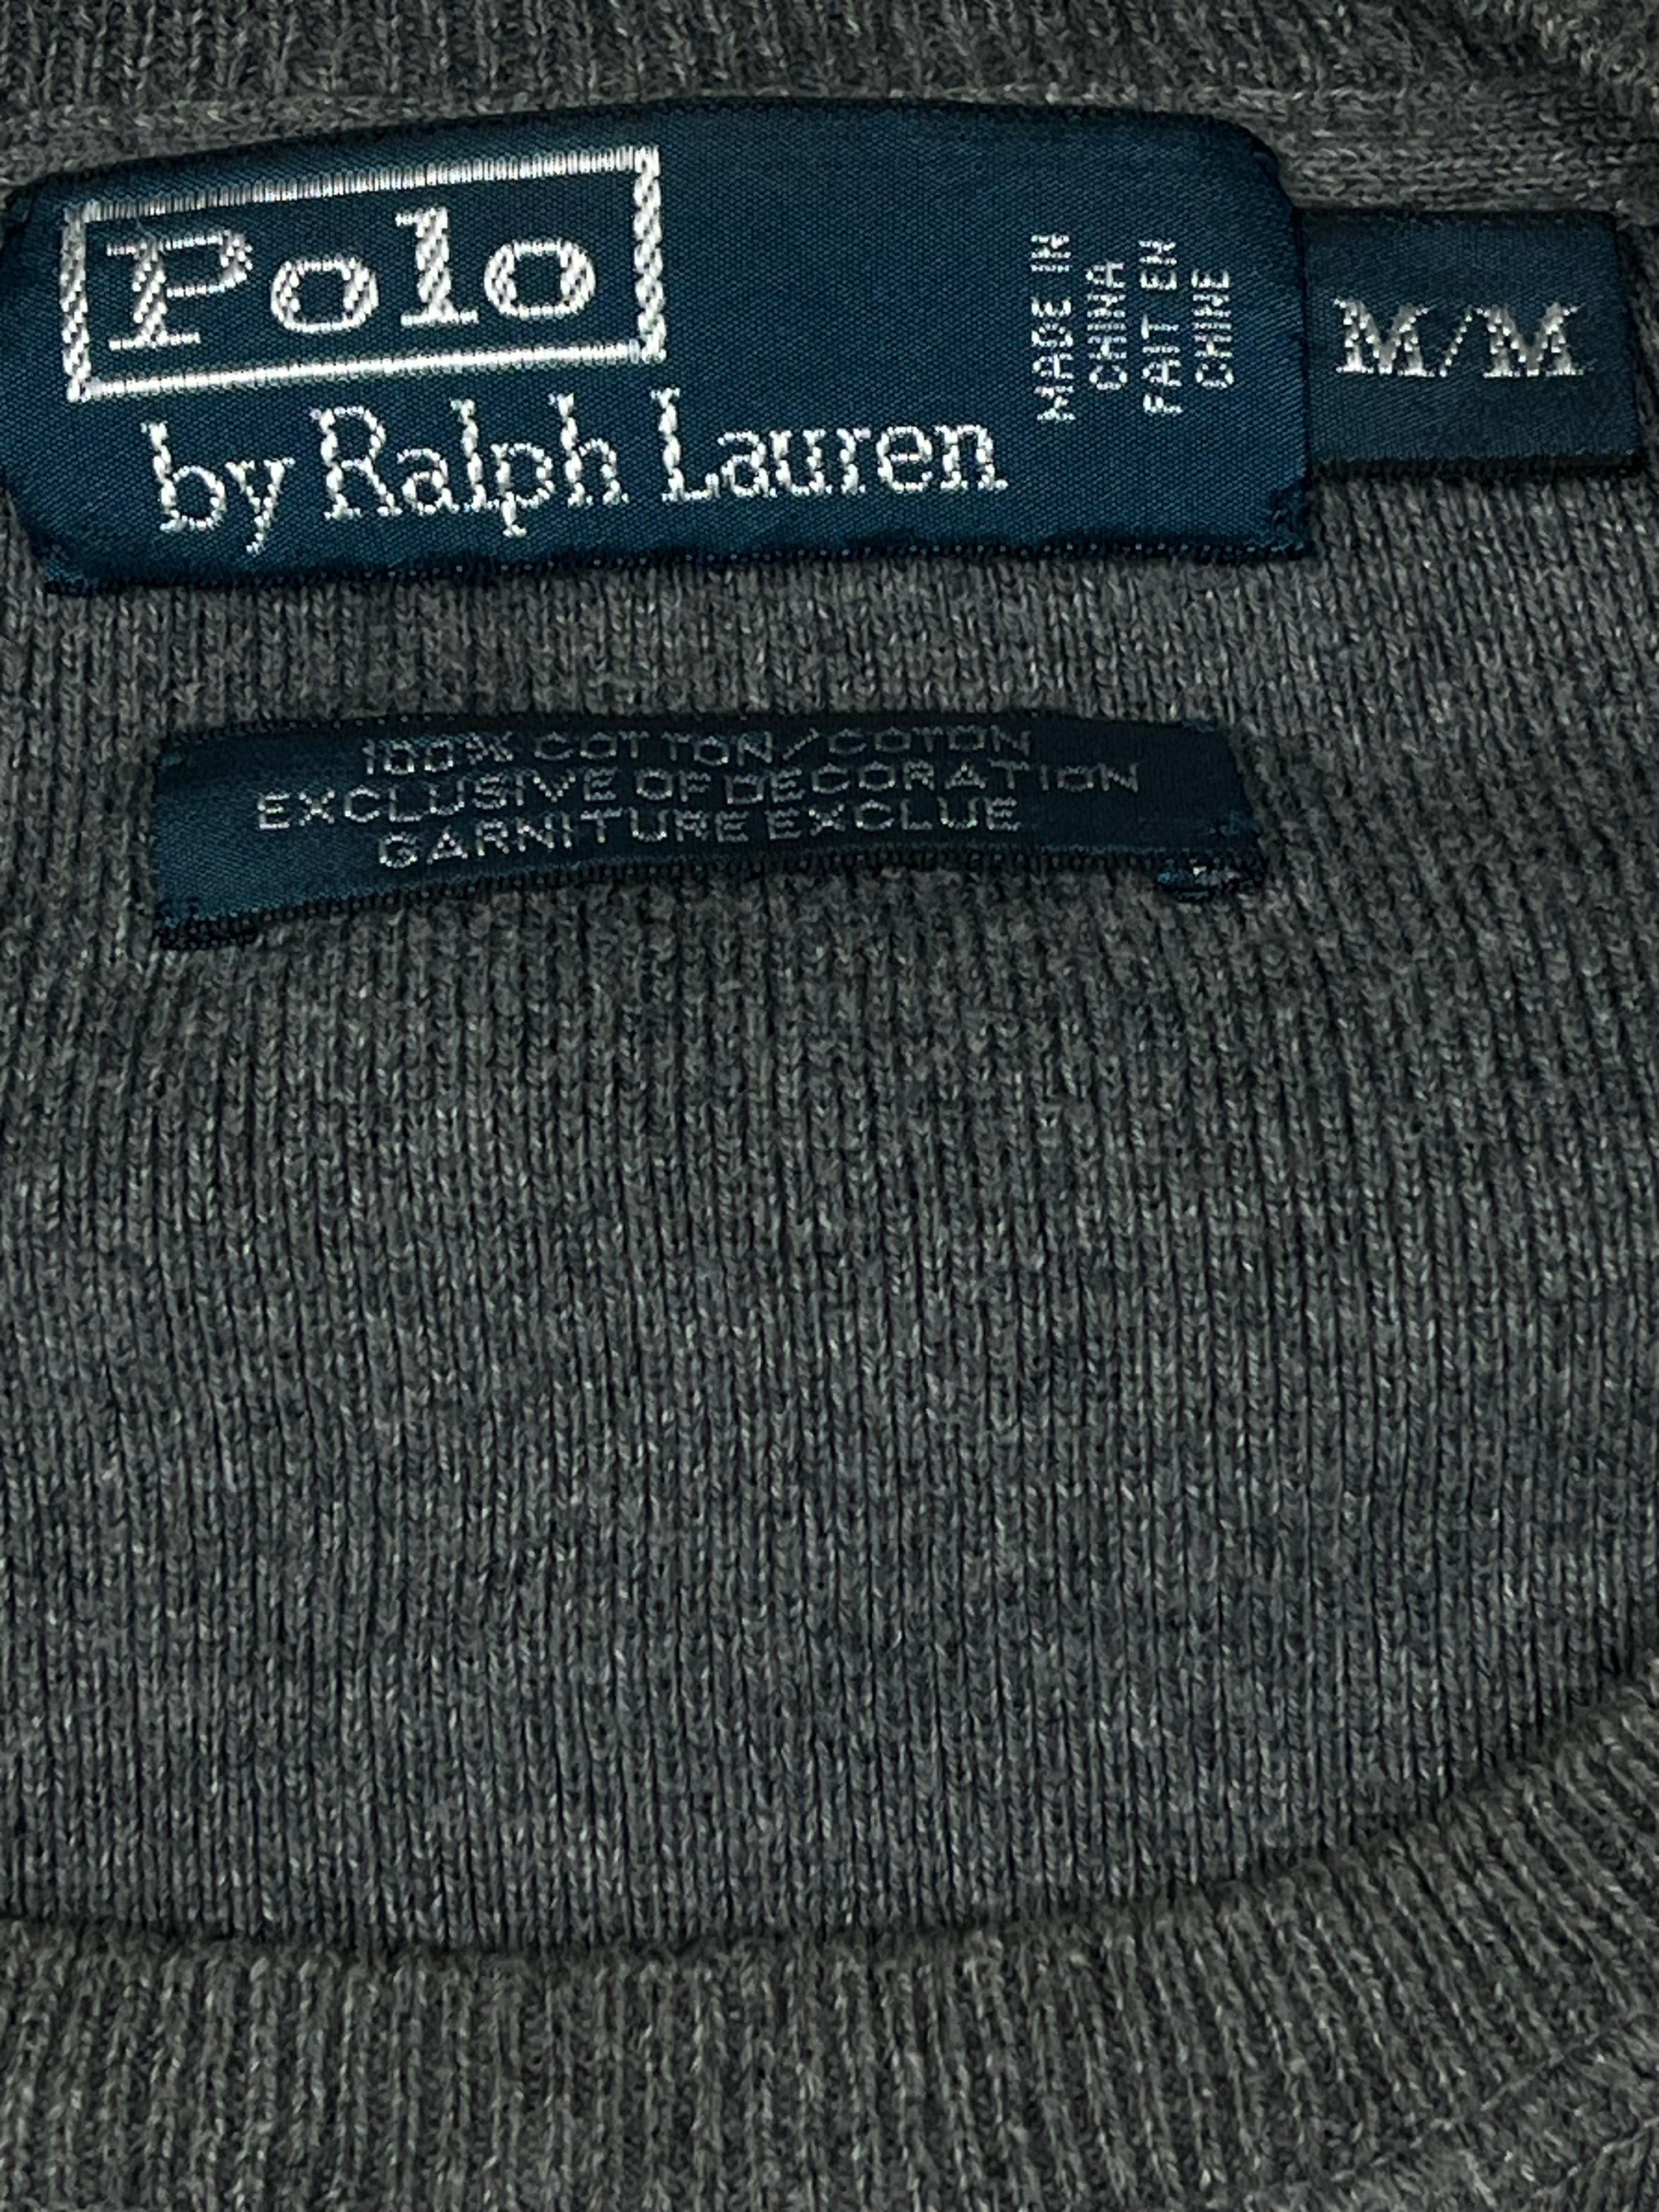 Polo
by Ralph Lauren
MADE IN
CHINA
FAIT EN
CHINE
M/M
100% COTTON/COTON
EXCLUSIVE OF DECORATION
GARNITURE EXCLUE